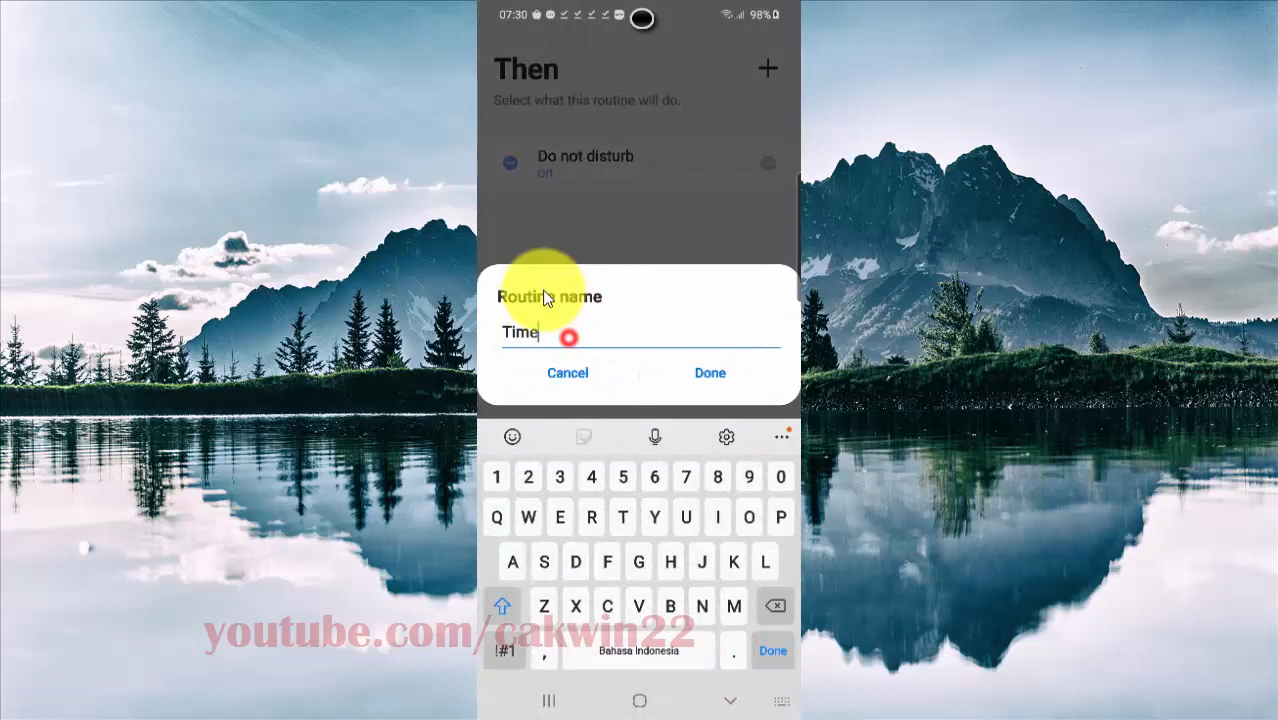 07:30 98%
Then
Select what this routine will do.
Do not disturb
Off
Routine name
Time
Cancel Done
1 2 3 4 5 6 7 8 9 0
Q W E R T Y U I O P
A S D F G H J K L
Z X C V B N M
youtube.com/cakwin22
!#1 , Bahasa Indonesia . Done